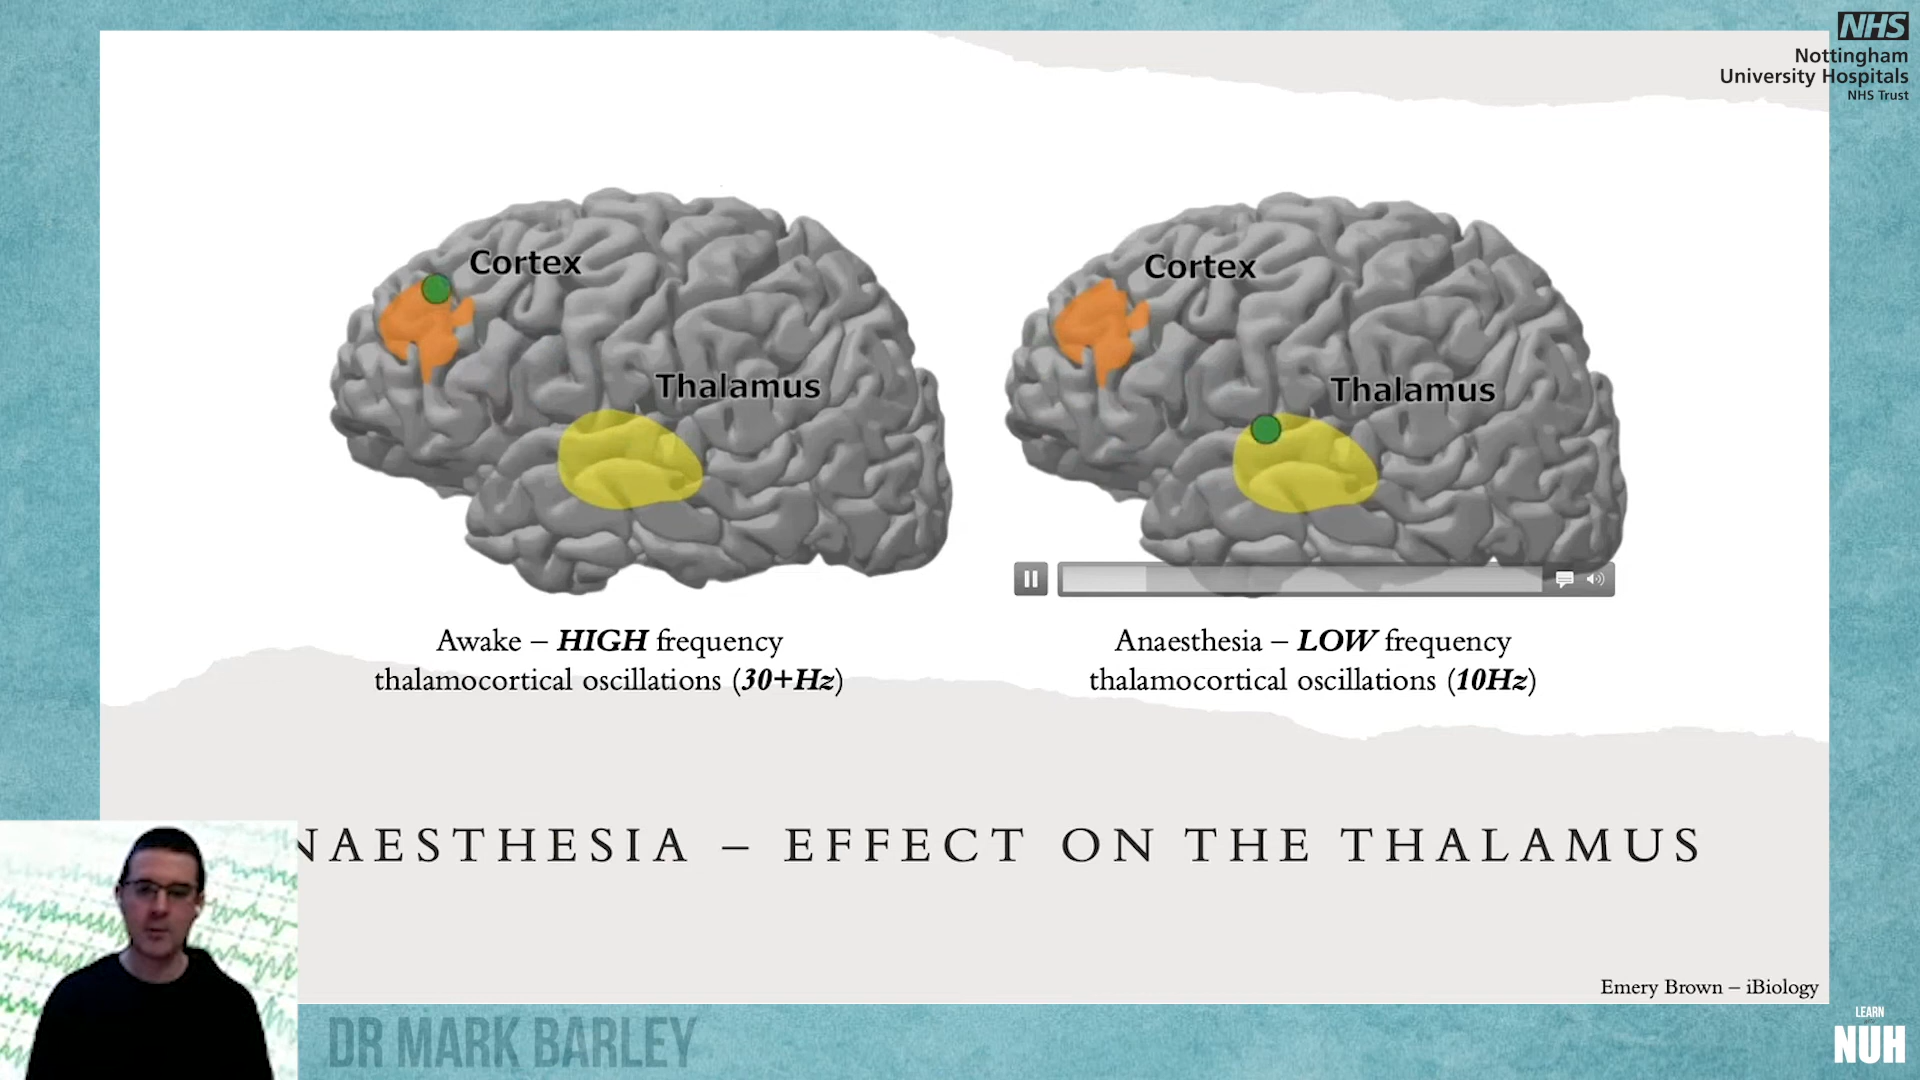 NHS
Nottingham
University Hospitals
NHS Trust
Cortex
Thalamus
Cortex
Thalamus
Awake – HIGH frequency
thalamocortical oscillations (30+Hz)
Anaesthesia – LOW frequency
thalamocortical oscillations (10Hz)
NAESTHESIA – EFFECT ON THE THALAMUS
Emery Brown – iBiology
DR MARK BARLEY
LEARN
NUH